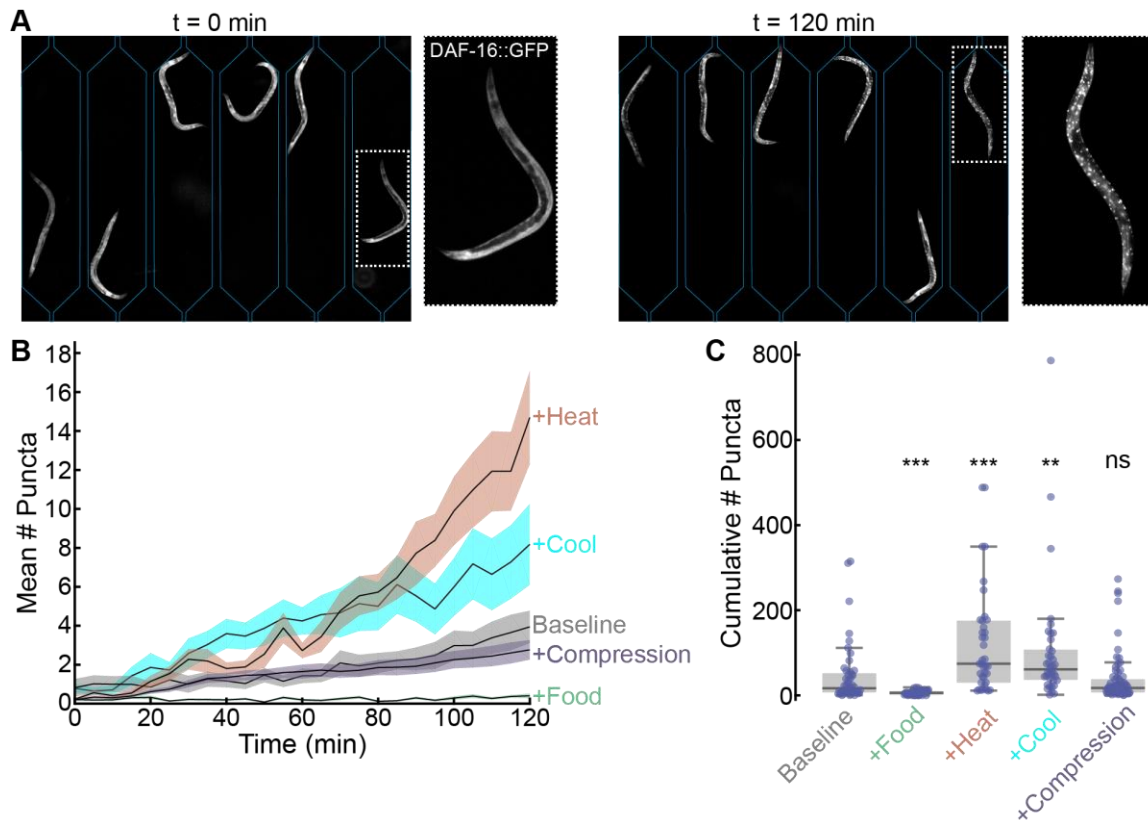 A
t = 0 min
t = 120 min
DAF-16::GFP
B
Mean # Puncta
18
16
14
12
10
8
6
4
2
0
0 20 40 60 80 100 120
Time (min)
+Heat
+Cool
Baseline
+Compression
+Food
C
Cumulative # Puncta
800
600
400
200
0
*** *** ** ns
Baseline
+Food
+Heat
+Cool
+Compression